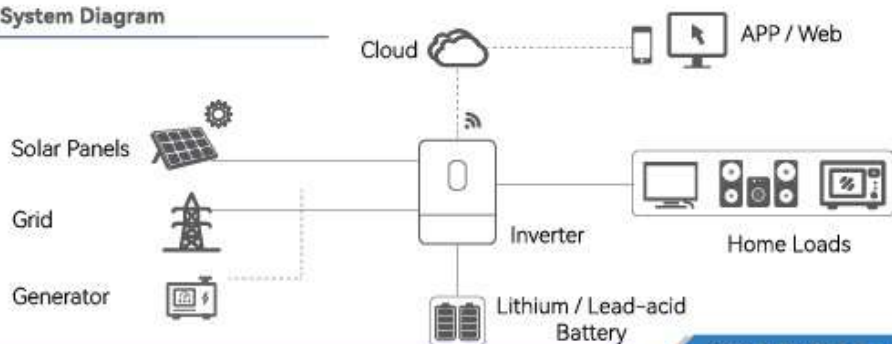 System Diagram
Cloud
APP / Web
Solar Panels
Grid
Inverter
Home Loads
Generator
Lithium / Lead-acid
Battery